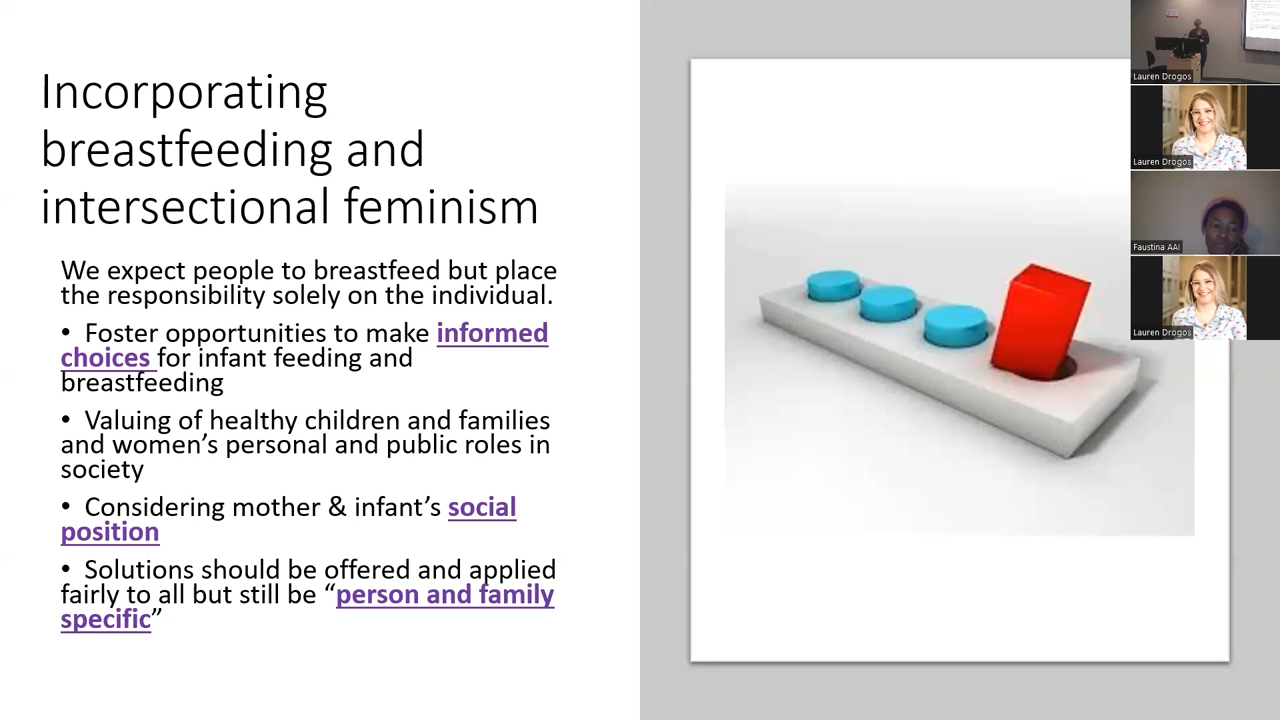 Incorporating
breastfeeding and
intersectional feminism
We expect people to breastfeed but place
the responsibility solely on the individual.
• Foster opportunities to make informed
choices for infant feeding and
breastfeeding
• Valuing of healthy children and families
and women’s personal and public roles in
society
• Considering mother & infant’s social
position
• Solutions should be offered and applied
fairly to all but still be “person and family
specific”
Lauren Drogos
Lauren Drogos
Faustina AAI
Lauren Drogos